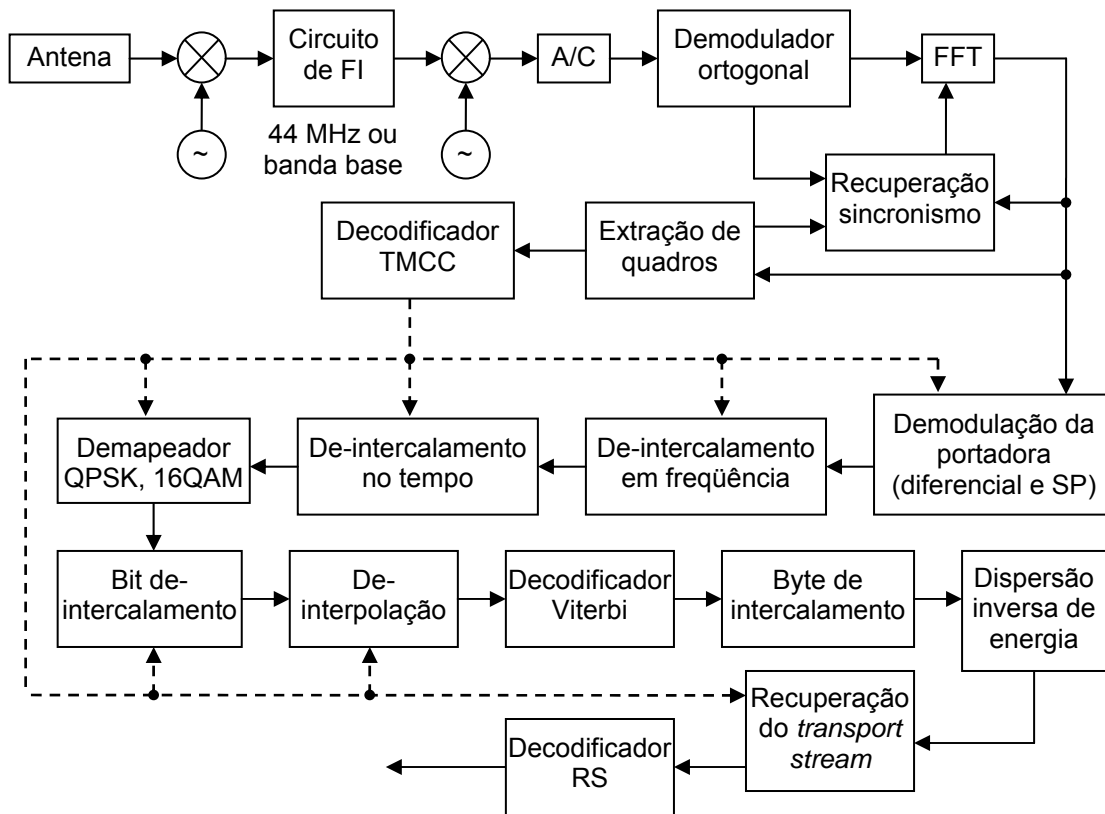 Antena
~
Circuito
de FI
44 MHz ou
banda base
~
A/C
Demodulador
ortogonal
FFT
Recuperação
sincronismo
Decodificador
TMCC
Extração de
quadros
Demapeador
QPSK, 16QAM
De-intercalamento
no tempo
De-intercalamento
em freqüência
Demodulação da
portadora
(diferencial e SP)
Bit de-
intercalamento
De-
interpolação
Decodificador
Viterbi
Byte de
intercalamento
Dispersão
inversa de
energia
Decodificador
RS
Recuperação
do transport
stream